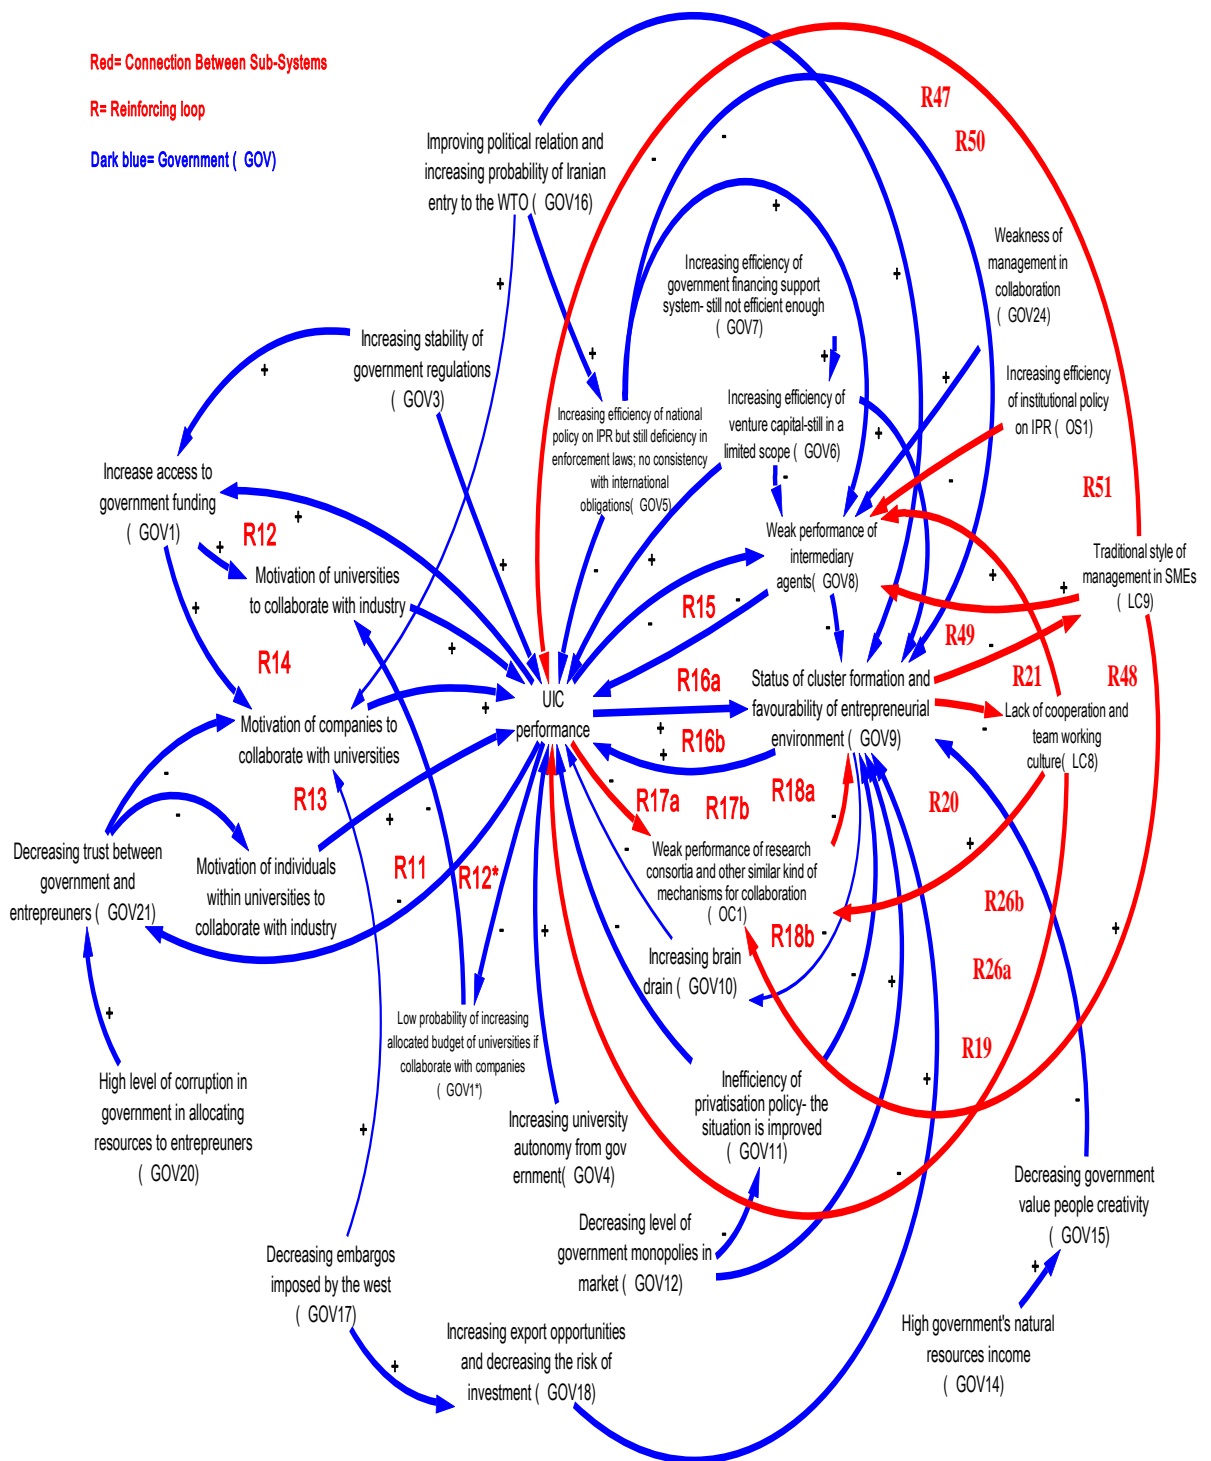 Red= Connection Between Sub-Systems
R= Reinforcing loop
Dark blue= Government ( GOV)
Improving political relation and
increasing probability of Iranian
entry to the WTO ( GOV16)
R47
R50
Weakness of
management in
collaboration
( GOV24)
Increasing efficiency of
government financing support
system- still not efficient enough
( GOV7)
Increasing stability of
government regulations
( GOV3)
Increasing efficiency
of institutional policy
on IPR ( OS1)
Increasing efficiency of
venture capital-still in a
limited scope ( GOV6)
Increasing efficiency of national
policy on IPR but still deficiency in
enforcement laws; no consistency
with international
obligations( GOV5)
Increase access to
government funding
( GOV1)
R12
R51
Weak performance of
intermediary
agents( GOV8)
Traditional style of
management in SMEs
( LC9)
Motivation of universities
to collaborate with industry
R15
R49
R14
R16a
R21
R48
UIC
performance
Status of cluster formation and
favourability of entrepreneurial
environment ( GOV9)
Lack of cooperation and
team working
culture( LC8)
Motivation of companies to
collaborate with universities
R16b
R13
R17a
R17b
R18a
R20
Decreasing trust between
government and
entrepreuners ( GOV21)
Motivation of individuals
within universities to
collaborate with industry
R11
R12*
Weak performance of research
consortia and other similar kind of
mechanisms for collaboration
( OC1)
R26b
R18b
Increasing brain
drain ( GOV10)
R26a
Low probability of increasing
allocated budget of universities if
collaborate with companies
( GOV1*)
R19
High level of corruption in
government in allocating
resources to entrepreuners
( GOV20)
Inefficiency of
privatisation policy- the
situation is improved
( GOV11)
Increasing university
autonomy from gov
ernment( GOV4)
Decreasing government
value people creativity
( GOV15)
Decreasing level of
government monopolies in
market ( GOV12)
Decreasing embargos
imposed by the west
( GOV17)
High government's natural
resources income
( GOV14)
Increasing export opportunities
and decreasing the risk of
investment ( GOV18)